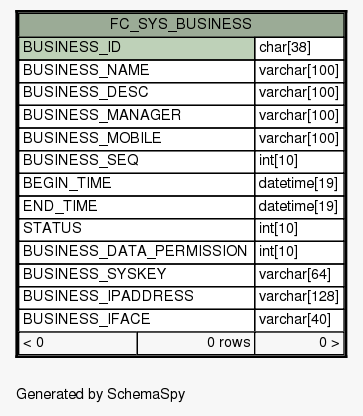 FC_SYS_BUSINESS
BUSINESS_ID char[38]
BUSINESS_NAME varchar[100]
BUSINESS_DESC varchar[100]
BUSINESS_MANAGER varchar[100]
BUSINESS_MOBILE varchar[100]
BUSINESS_SEQ int[10]
BEGIN_TIME datetime[19]
END_TIME datetime[19]
STATUS int[10]
BUSINESS_DATA_PERMISSION int[10]
BUSINESS_SYSKEY varchar[64]
BUSINESS_IPADDRESS varchar[128]
BUSINESS_IFACE varchar[40]
< 0 0 rows 0 >
Generated by SchemaSpy